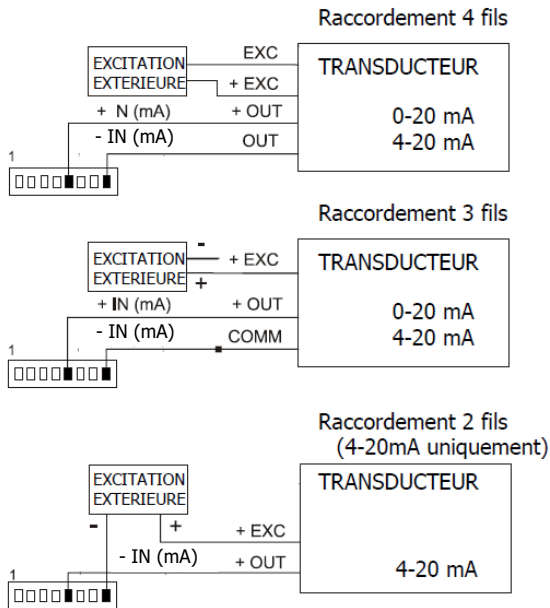 Raccordement 4 fils
EXCITATION
EXTERIEURE
EXC
+ EXC
TRANSDUCTEUR
+ N (mA)
+ OUT
0-20 mA
- IN (mA)
OUT
4-20 mA
1
Raccordement 3 fils
EXCITATION
EXTERIEURE
-
+
+ EXC
TRANSDUCTEUR
+ IN (mA)
+ OUT
0-20 mA
- IN (mA)
COMM
4-20 mA
1
Raccordement 2 fils
(4-20mA uniquement)
EXCITATION
EXTERIEURE
TRANSDUCTEUR
- +
+ EXC
- IN (mA)
+ OUT
4-20 mA
1